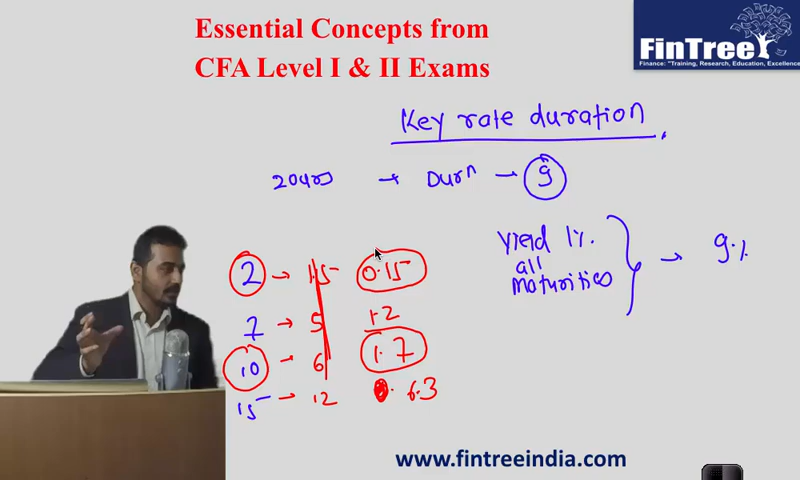 Essential Concepts from
CFA Level I & II Exams
FinTree
Finance: "Training, Research, Education, Excellence
Key rate duration
20urs → Durn → 9
yield 1%.
all
maturities
→ 9%
2 → 1.5 0.15
7 → 5 1.2
10 → 6 1.7
15 → 12 6.3
www.fintreeindia.com